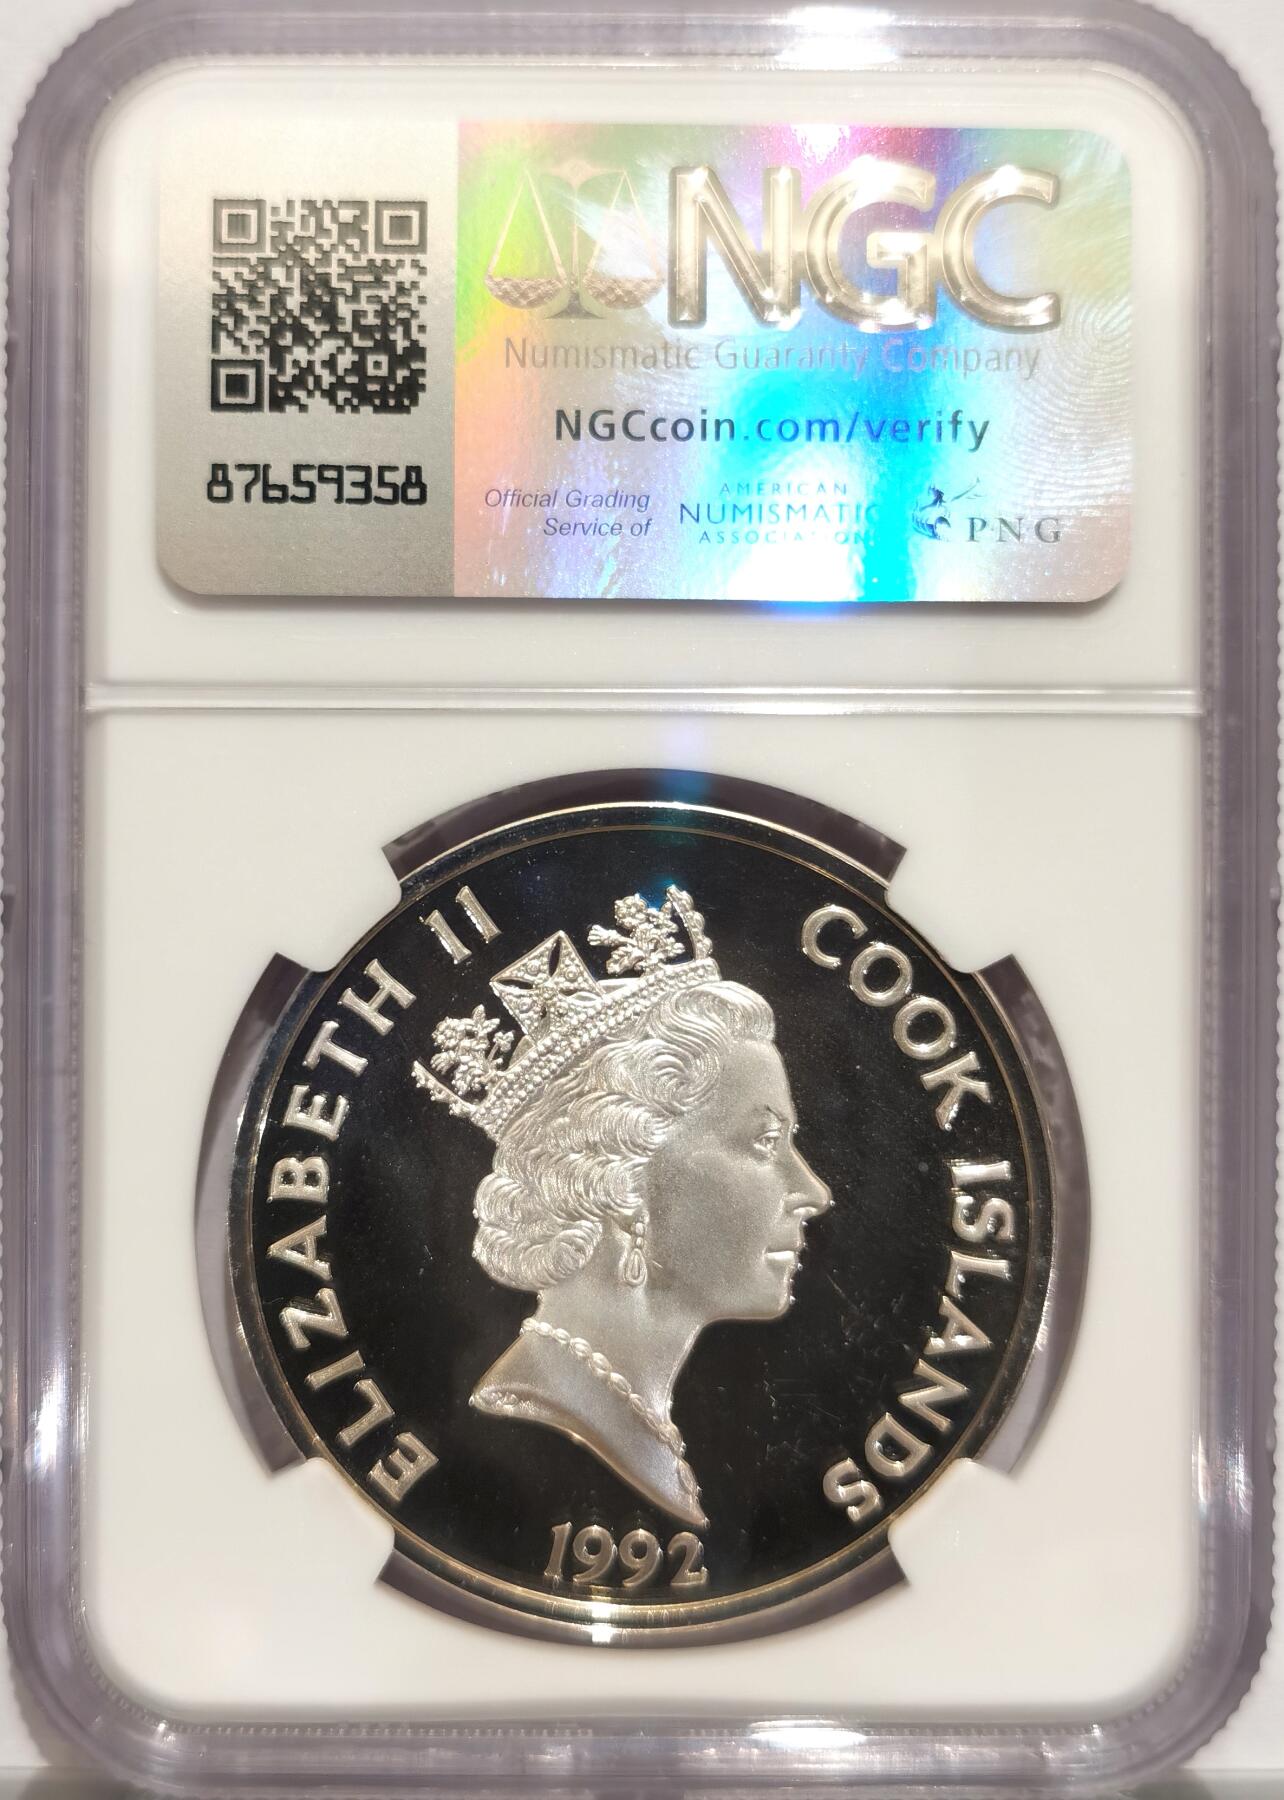 NGC
Numismatic Guaranty Company
NGCcoin.com/verify
87659358
Official Grading
Service of
AMERICAN
NUMISMATIC
ASSOCIATION
PNG
ELIZABETH II
COOK ISLANDS
1992